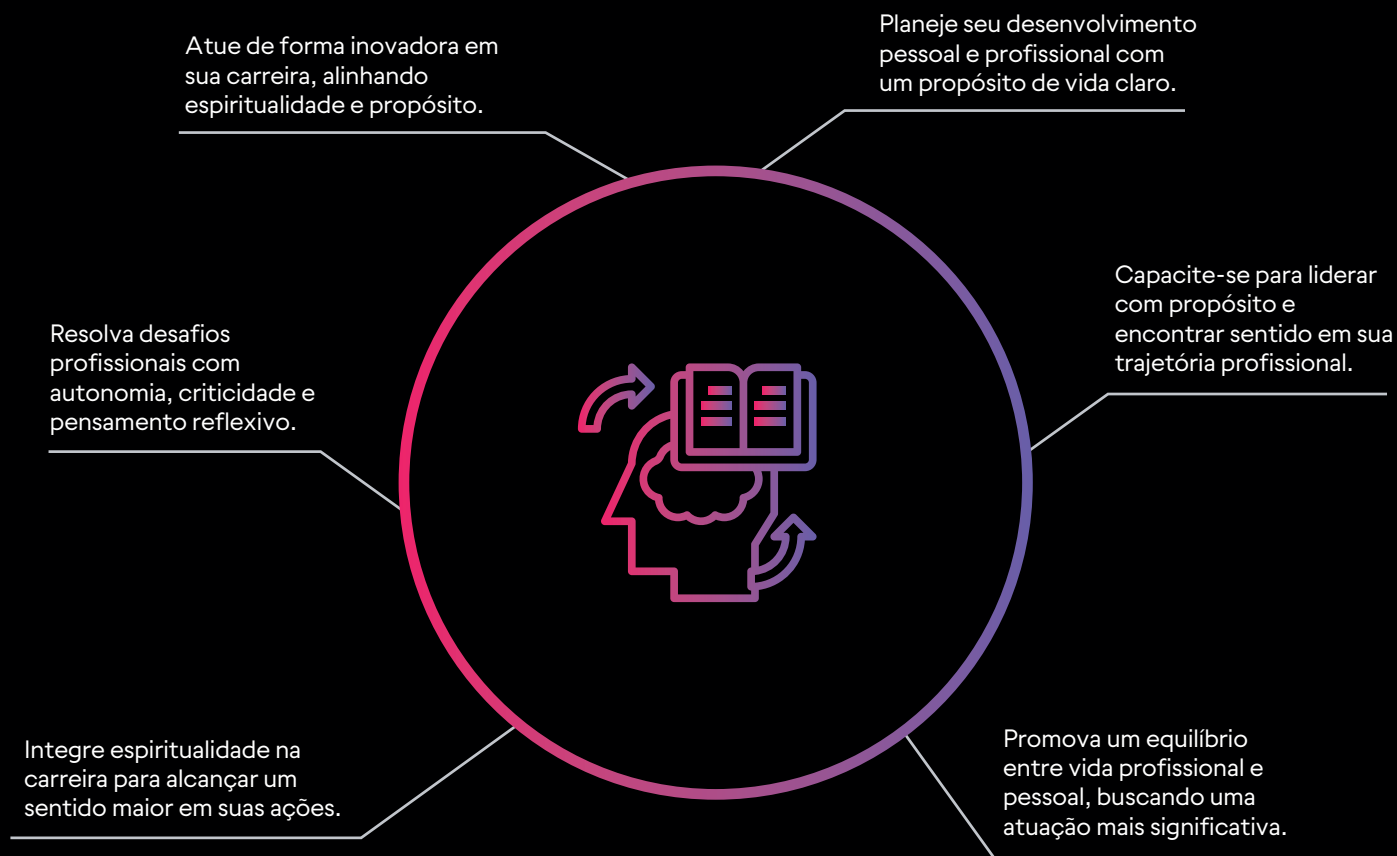 Atue de forma inovadora em
sua carreira, alinhando
espiritualidade e propósito.
Planeje seu desenvolvimento
pessoal e profissional com
um propósito de vida claro.
Resolva desafios
profissionais com
autonomia, criticidade e
pensamento reflexivo.
Capacite-se para liderar
com propósito e
encontrar sentido em sua
trajetória profissional.
Integre espiritualidade na
carreira para alcançar um
sentido maior em suas ações.
Promova um equilíbrio
entre vida profissional e
pessoal, buscando uma
atuação mais significativa.